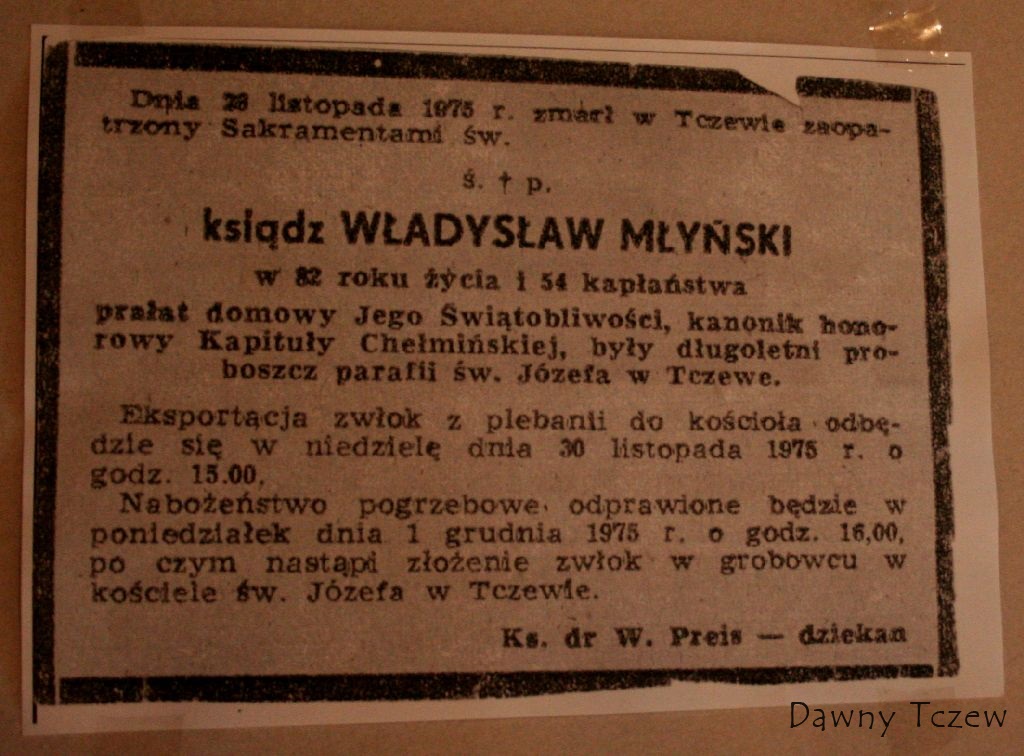 Dnia 28 listopada 1975 r. zmarł w Tczewie zaopa-
trzony Sakramentami św.
ś. † p.
ksiądz WŁADYSŁAW MŁYŃSKI
w 82 roku życia i 54 kapłaństwa
prałat domowy Jego Świątobliwości, kanonik hono-
rowy Kapituły Chełmińskiej, były długoletni pro-
boszcz parafii św. Józefa w Tczewe.
Eksportacja zwłok z plebanii do kościoła odbę-
dzie się w niedzielę dnia 30 listopada 1975 r. o
godz. 15.00.
Nabożeństwo pogrzebowe odprawione będzie w
poniedziałek dnia 1 grudnia 1975 r. o godz. 16,00,
po czym nastąpi złożenie zwłok w grobowcu w
kościele św. Józefa w Tczewie.
Ks. dr W. Preis — dziekan
Dawny Tczew